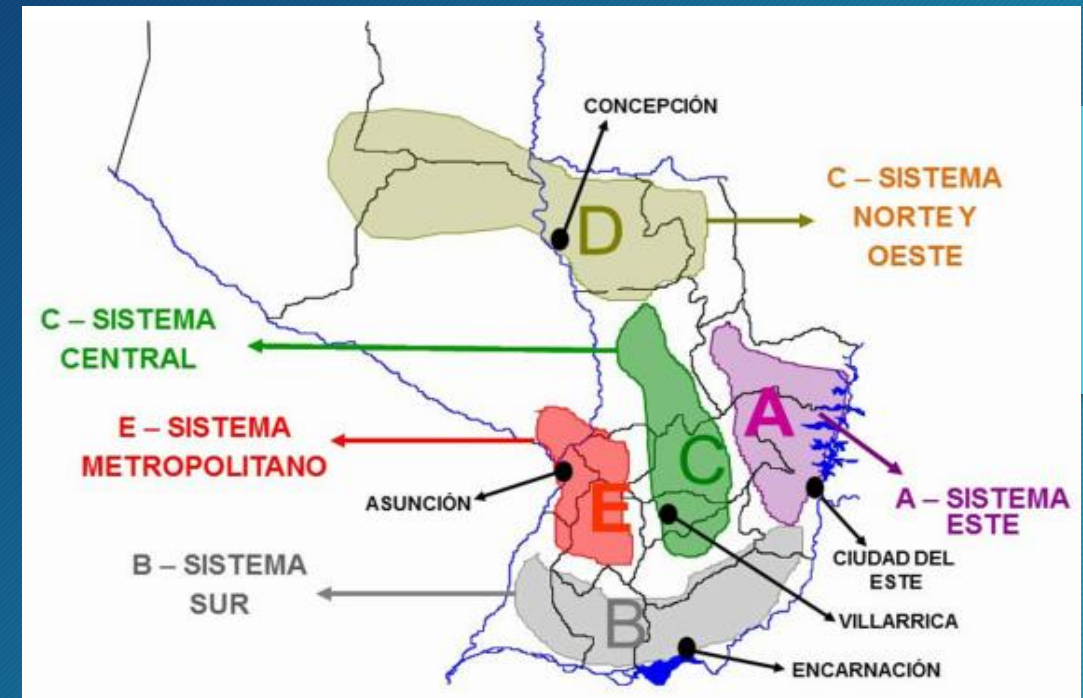 CONCEPCIÓN
C – SISTEMA
NORTE Y
OESTE
D
C – SISTEMA
CENTRAL
A
E – SISTEMA
METROPOLITANO
C
ASUNCIÓN
E
A – SISTEMA
ESTE
B – SISTEMA
SUR
CIUDAD DEL
ESTE
B
VILLARRICA
ENCARNACIÓN